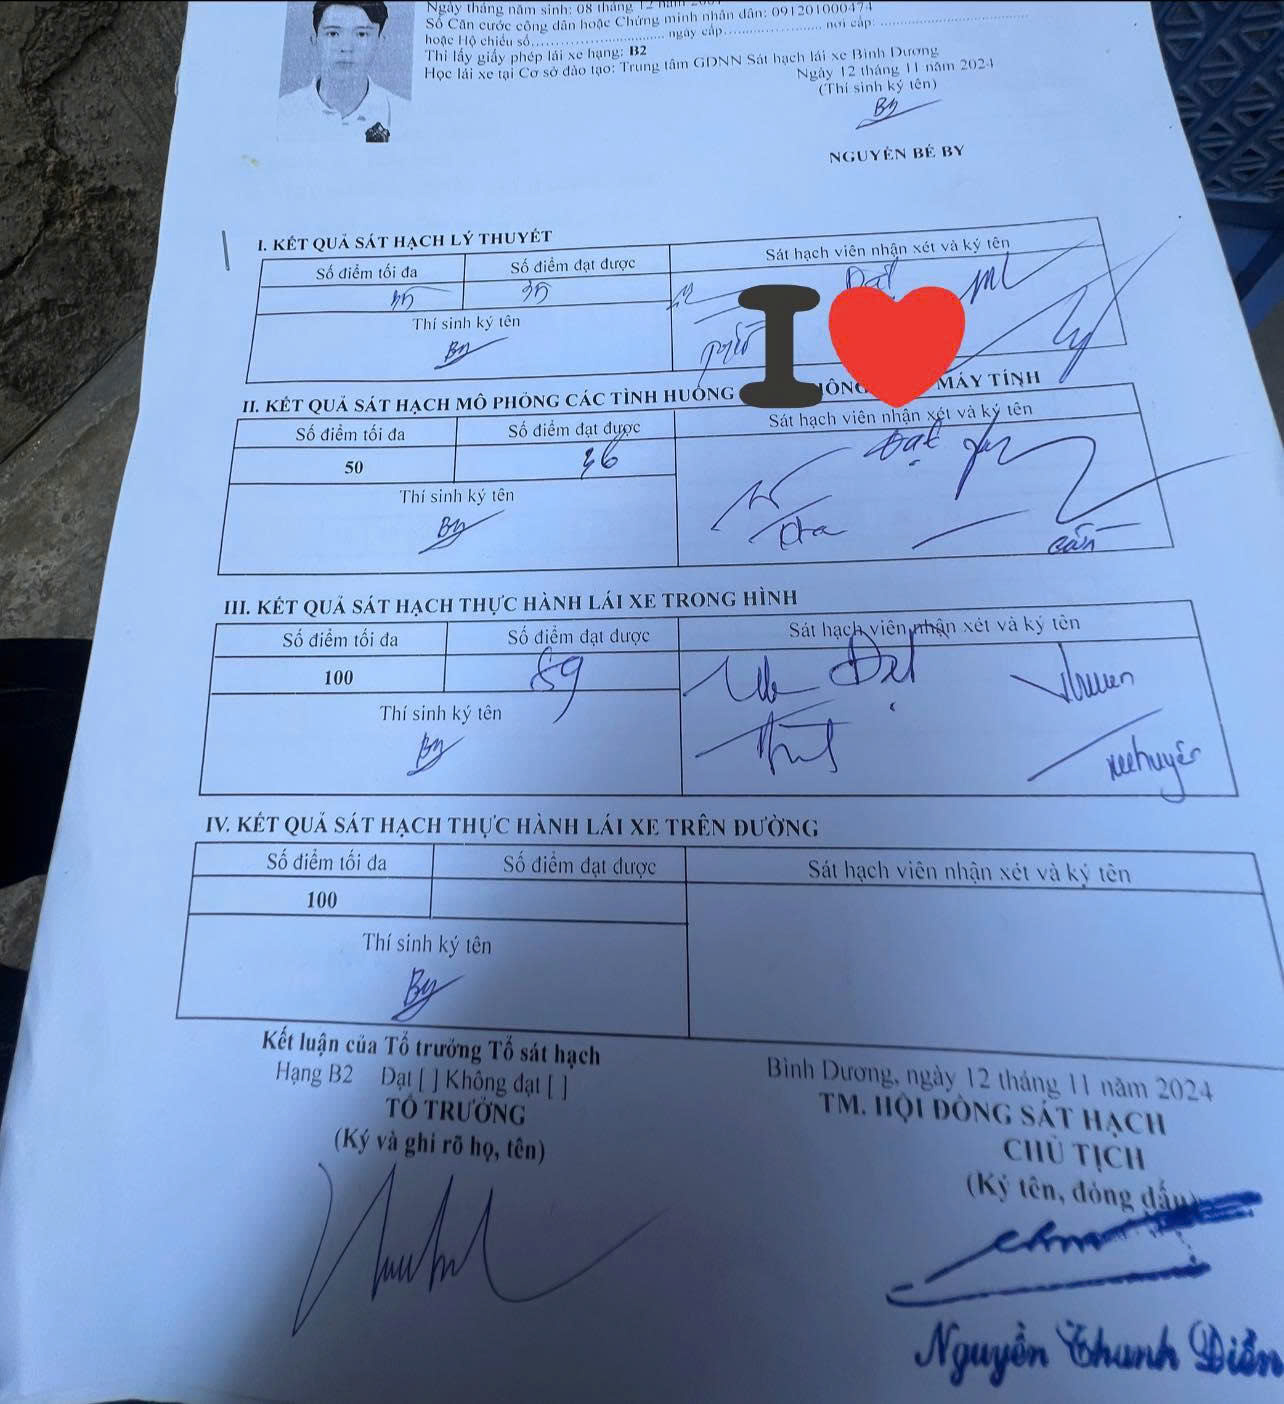 Ngày tháng năm sinh: 08 tháng 12 năm
Số Căn cước công dân hoặc Chứng minh nhân dân: 091201000474
hoặc Hộ chiếu số.................... ngày cấp.................... nơi cấp: ....................
Thi lấy giấy phép lái xe hạng: B2
Học lái xe tại Cơ sở đào tạo: Trung tâm GDNN Sát hạch lái xe Bình Dương
Ngày 12 tháng 11 năm 2024
(Thí sinh ký tên)
By
NGUYỄN BÉ BY
I. KẾT QUẢ SÁT HẠCH LÝ THUYẾT
Số điểm tối đa Số điểm đạt được Sát hạch viên nhận xét và ký tên
35 35 Đạt
Thí sinh ký tên
By
I ❤
II. KẾT QUẢ SÁT HẠCH MÔ PHỎNG CÁC TÌNH HUỐNG HÔNG MÁY TÍNH
Số điểm tối đa Số điểm đạt được Sát hạch viên nhận xét và ký tên
50 36 Đạt
Thí sinh ký tên
By
III. KẾT QUẢ SÁT HẠCH THỰC HÀNH LÁI XE TRONG HÌNH
Số điểm tối đa Số điểm đạt được Sát hạch viên nhận xét và ký tên
100 89 Đạt
Thí sinh ký tên
By
IV. KẾT QUẢ SÁT HẠCH THỰC HÀNH LÁI XE TRÊN ĐƯỜNG
Số điểm tối đa Số điểm đạt được Sát hạch viên nhận xét và ký tên
100
Thí sinh ký tên
By
Kết luận của Tổ trưởng Tổ sát hạch
Hạng B2 Đạt [ ] Không đạt [ ]
TỔ TRƯỞNG
(Ký và ghi rõ họ, tên)
Bình Dương, ngày 12 tháng 11 năm 2024
TM. HỘI ĐỒNG SÁT HẠCH
CHỦ TỊCH
(Ký tên, đóng dấu)
Nguyễn Thanh Điền